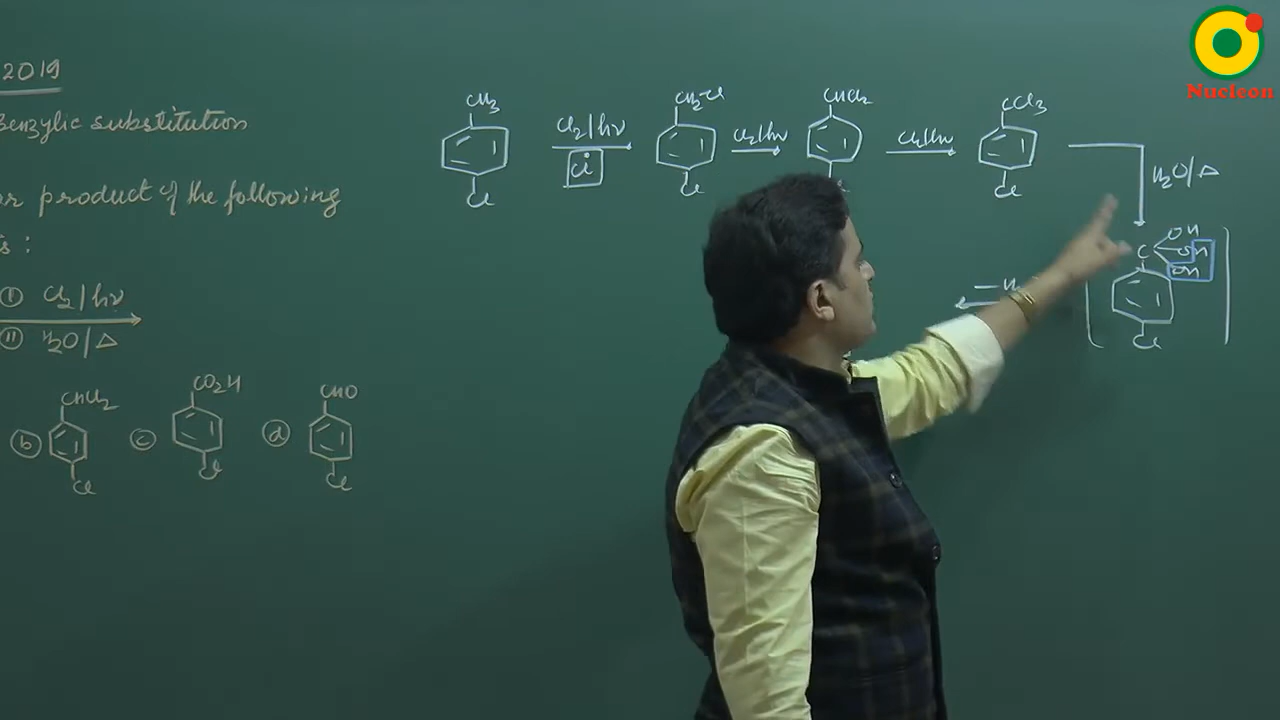 2019
Benzylic substitution
or product of the following
s :
① Cl₂/hν
② H₂O/Δ
ⓑ CHCl₂ Cl
ⓒ CO₂H Cl
ⓓ CHO Cl
CH₃ Cl
Cl₂/hν
i
CH₂-Cl Cl
Cl₂/hν
CHCl₂ Cl
Cl₂/hν
CCl₃ Cl
H₂O/Δ
C OH OH OH Cl
Nucleon